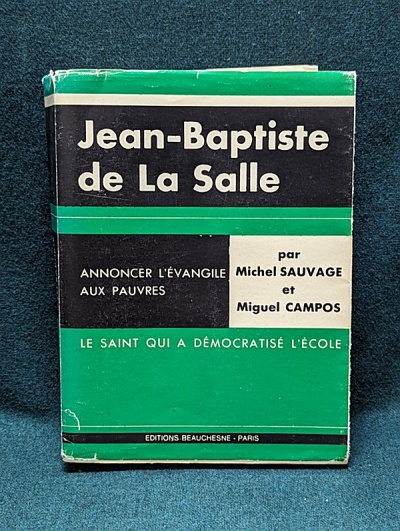 Jean-Baptiste
de La Salle
ANNONCER L'ÉVANGILE
AUX PAUVRES
par
Michel SAUVAGE
et
Miguel CAMPOS
LE SAINT QUI A DÉMOCRATISÉ L'ÉCOLE
EDITIONS BEAUCHESNE - PARIS